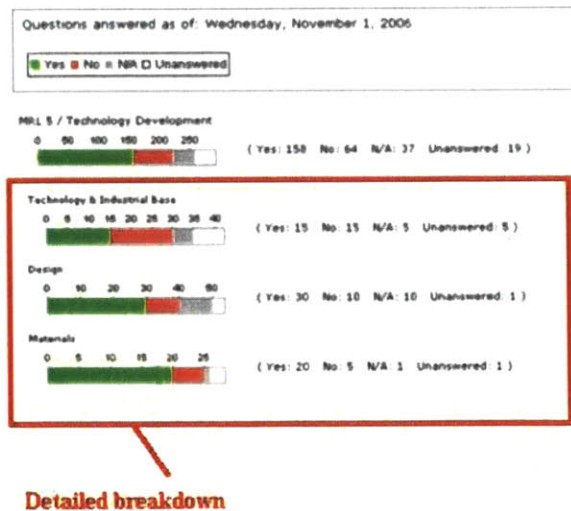 Questions answered as of: Wednesday, November 1, 2006
Yes No N/A Unanswered
MRL 5 / Technology Development
0 50 100 150 200 250
( Yes: 158 No: 64 N/A: 37 Unanswered: 19 )
Technology & Industrial Base
0 5 10 15 20 25 30 35 40
( Yes: 15 No: 15 N/A: 5 Unanswered: 5 )
Design
0 10 20 30 40 50
( Yes: 30 No: 10 N/A: 10 Unanswered: 1 )
Materials
0 5 10 15 20 25
( Yes: 20 No: 5 N/A: 1 Unanswered: 1 )
Detailed breakdown